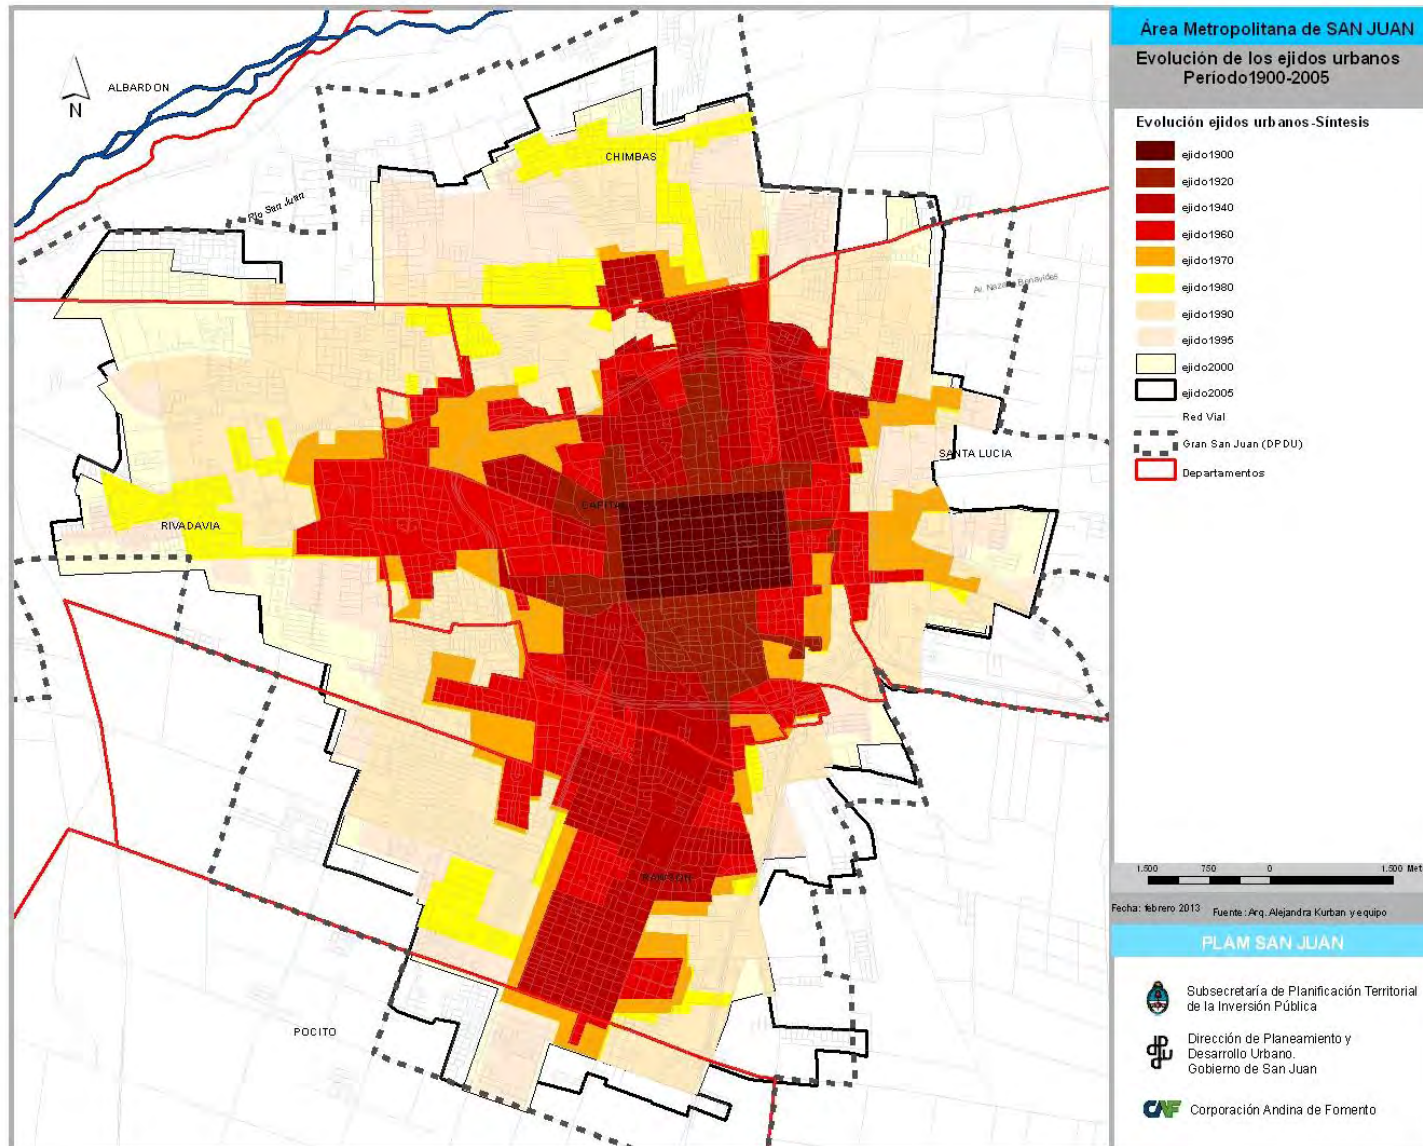 Área Metropolitana de SAN JUAN
Evolución de los ejidos urbanos
Período1900-2005
Evolución ejidos urbanos-Síntesis
ejido1900
ejido1920
ejido1940
ejido1960
ejido1970
ejido1980
ejido1990
ejido1995
ejido2000
ejido2005
Red Vial
Gran San Juan (DPDU)
Departamentos
ALBARDON
N
CHIMBAS
Rio San Juan
Av. Benavides
SANTA LUCIA
CAPITAL
RIVADAVIA
RAWSON
POCITO
1.500 750 0 1.500 Met
Fecha: febrero 2013 Fuente: Arq. Alejandra Kurban y equipo
PLAM SAN JUAN
Subsecretaría de Planificación Territorial
de la Inversión Pública
Dirección de Planeamiento y
Desarrollo Urbano.
Gobierno de San Juan
CAF Corporación Andina de Fomento